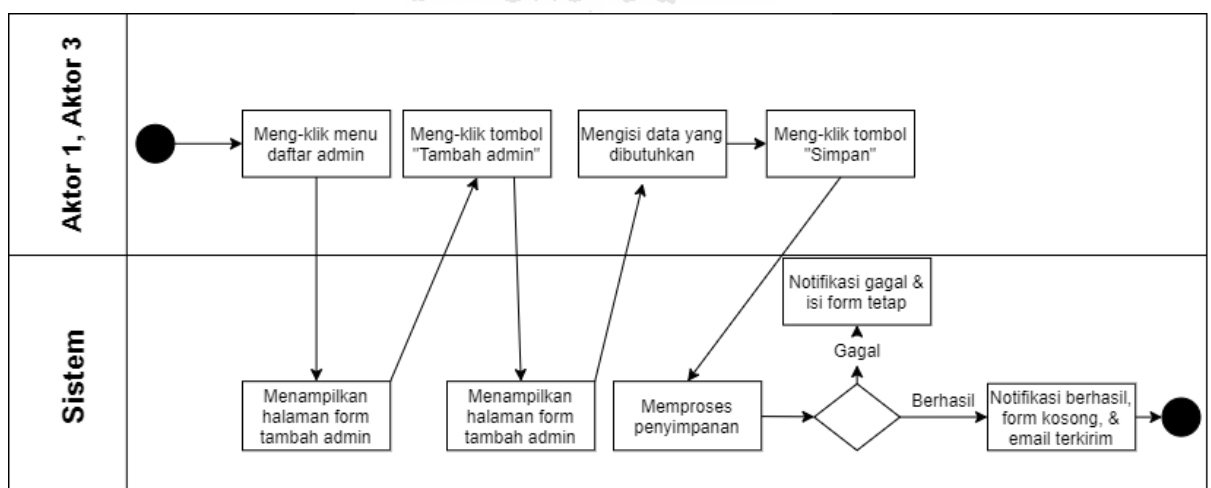 Aktor 1, Aktor 3
Meng-klik menu
daftar admin
Meng-klik tombol
"Tambah admin"
Mengisi data yang
dibutuhkan
Meng-klik tombol
"Simpan"
Sistem
Menampilkan
halaman form
tambah admin
Menampilkan
halaman form
tambah admin
Memproses
penyimpanan
Notifikasi gagal &
isi form tetap
Gagal
Berhasil
Notifikasi berhasil,
form kosong, &
email terkirim